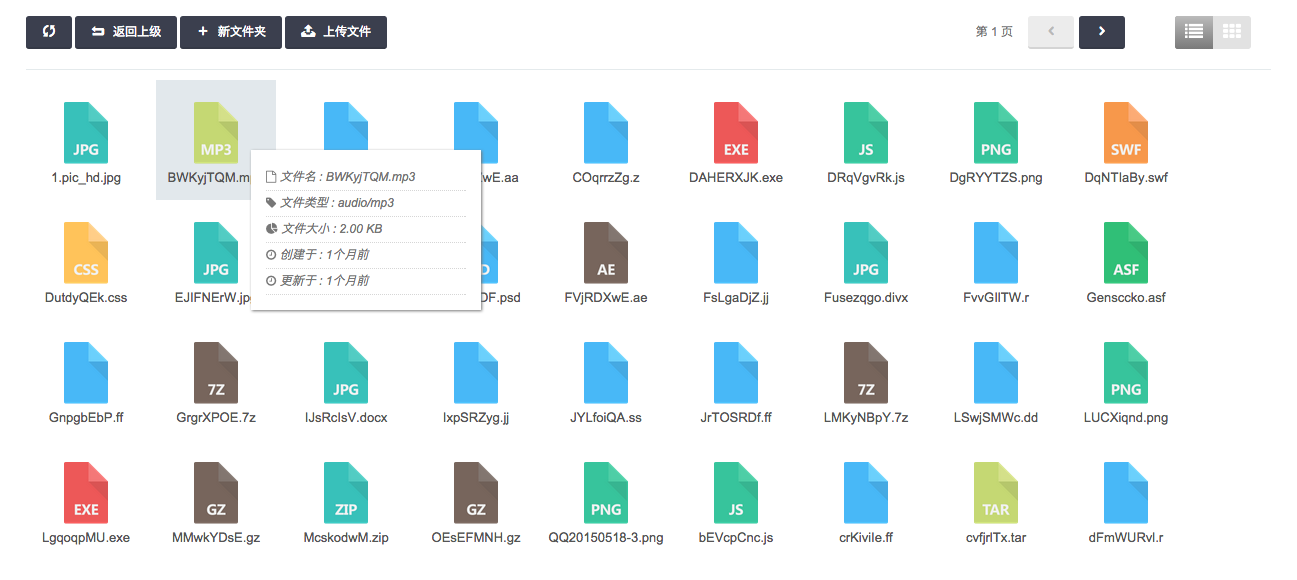 返回上级
新文件夹
上传文件
第 1 页
JPG
MP3
EXE
JS
PNG
SWF
1.pic_hd.jpg
BWKyjTQM.m
wE.aa
COqrrzZg.z
DAHERXJK.exe
DRqVgvRk.js
DgRYYTZS.png
DqNTlaBy.swf
文件名 : BWKyjTQM.mp3
文件类型 : audio/mp3
文件大小 : 2.00 KB
创建于 : 1个月前
更新于 : 1个月前
CSS
JPG
AE
JPG
ASF
DutdyQEk.css
EJIFNErW.jp
DF.psd
FVjRDXwE.ae
FsLgaDjZ.jj
Fusezqgo.divx
FvvGIlTW.r
Gensccko.asf
7Z
JPG
7Z
PNG
GnpgbEbP.ff
GrgrXPOE.7z
IJsRcIsV.docx
IxpSRZyg.jj
JYLfoiQA.ss
JrTOSRDf.ff
LMKyNBpY.7z
LSwjSMWc.dd
LUCXiqnd.png
EXE
GZ
ZIP
GZ
PNG
JS
TAR
LgqoqpMU.exe
MMwkYDsE.gz
McskodwM.zip
OEsEFMNH.gz
QQ20150518-3.png
bEVcpCnc.js
crKivile.ff
cvfjrlTx.tar
dFmWURvl.r